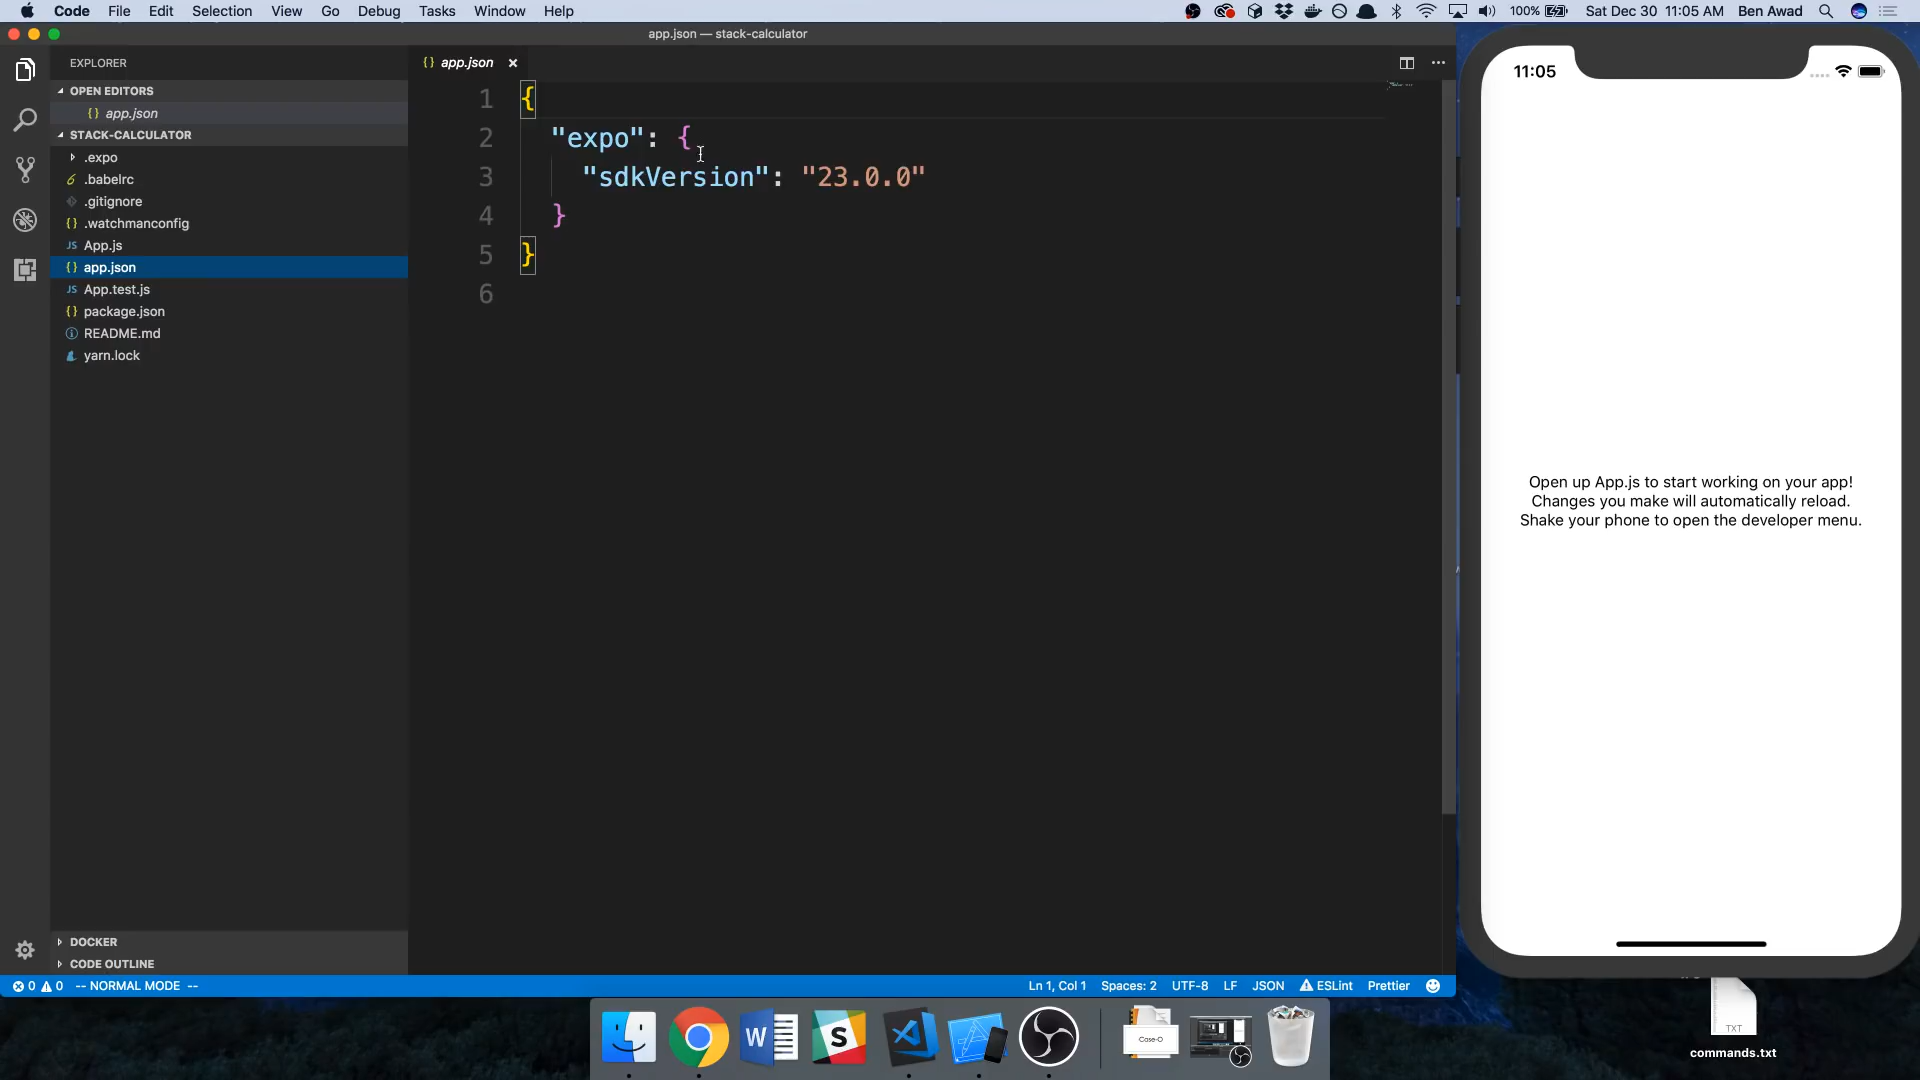 Code File Edit Selection View Go Debug Tasks Window Help 100% Sat Dec 30 11:05 AM Ben Awad
app.json — stack-calculator
EXPLORER
OPEN EDITORS
{} app.json
STACK-CALCULATOR
.expo
.babelrc
.gitignore
{} .watchmanconfig
JS App.js
{} app.json
JS App.test.js
{} package.json
README.md
yarn.lock
DOCKER
CODE OUTLINE
{} app.json
1 {
2 "expo": {
3 "sdkVersion": "23.0.0"
4 }
5 }
6
0 0 -- NORMAL MODE -- Ln 1, Col 1 Spaces: 2 UTF-8 LF JSON ESLint Prettier
11:05
Open up App.js to start working on your app!
Changes you make will automatically reload.
Shake your phone to open the developer menu.
W
S
Case-O
TXT
commands.txt